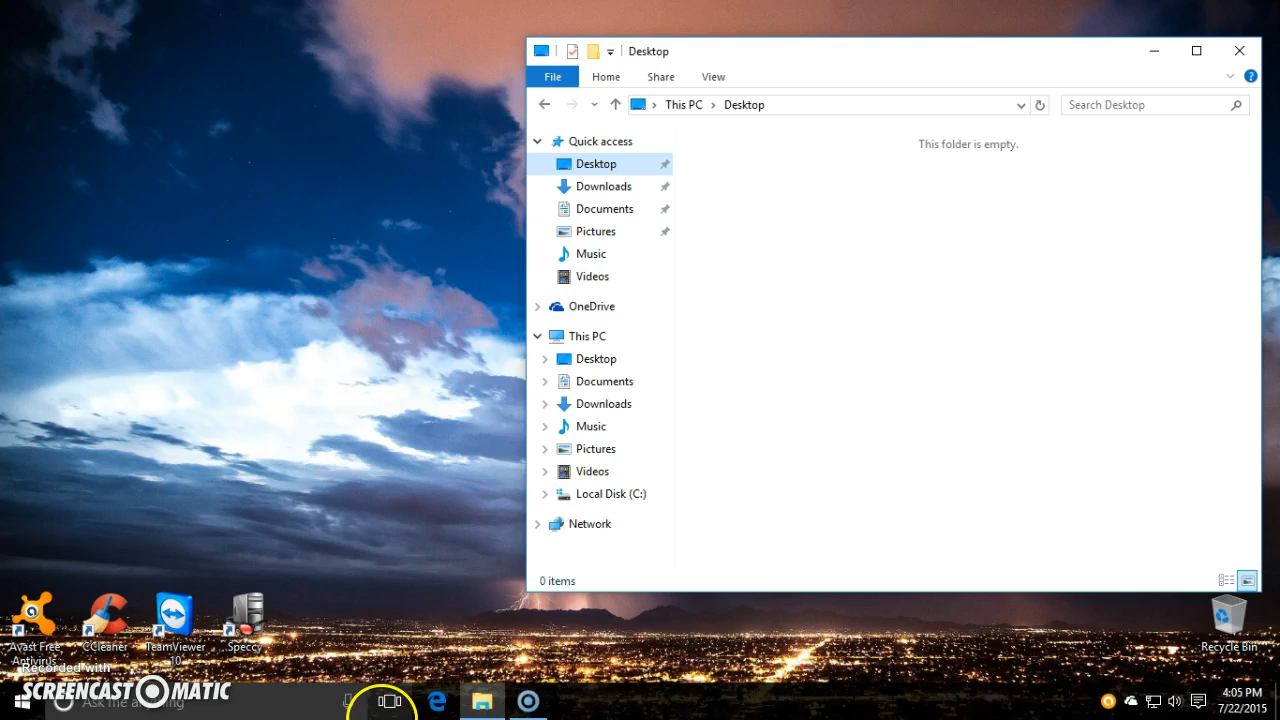 Desktop
File
Home
Share
View
This PC
Desktop
Search Desktop
Quick access
Desktop
Downloads
Documents
Pictures
Music
Videos
OneDrive
This PC
Desktop
Documents
Downloads
Music
Pictures
Videos
Local Disk (C:)
Network
This folder is empty.
0 items
Avast Free
Antivirus
CCleaner
TeamViewer
10
Speccy
Recycle Bin
Recorded with
SCREENCAST MATIC
Ask me anything
4:05 PM
7/22/2015